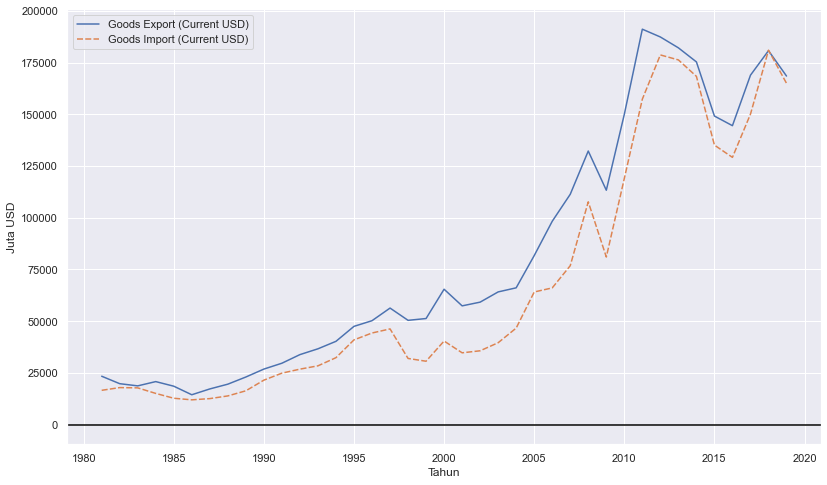 Goods Export (Current USD)
Goods Import (Current USD)
200000
175000
150000
125000
100000
75000
50000
25000
0
Juta USD
1980 1985 1990 1995 2000 2005 2010 2015 2020
Tahun